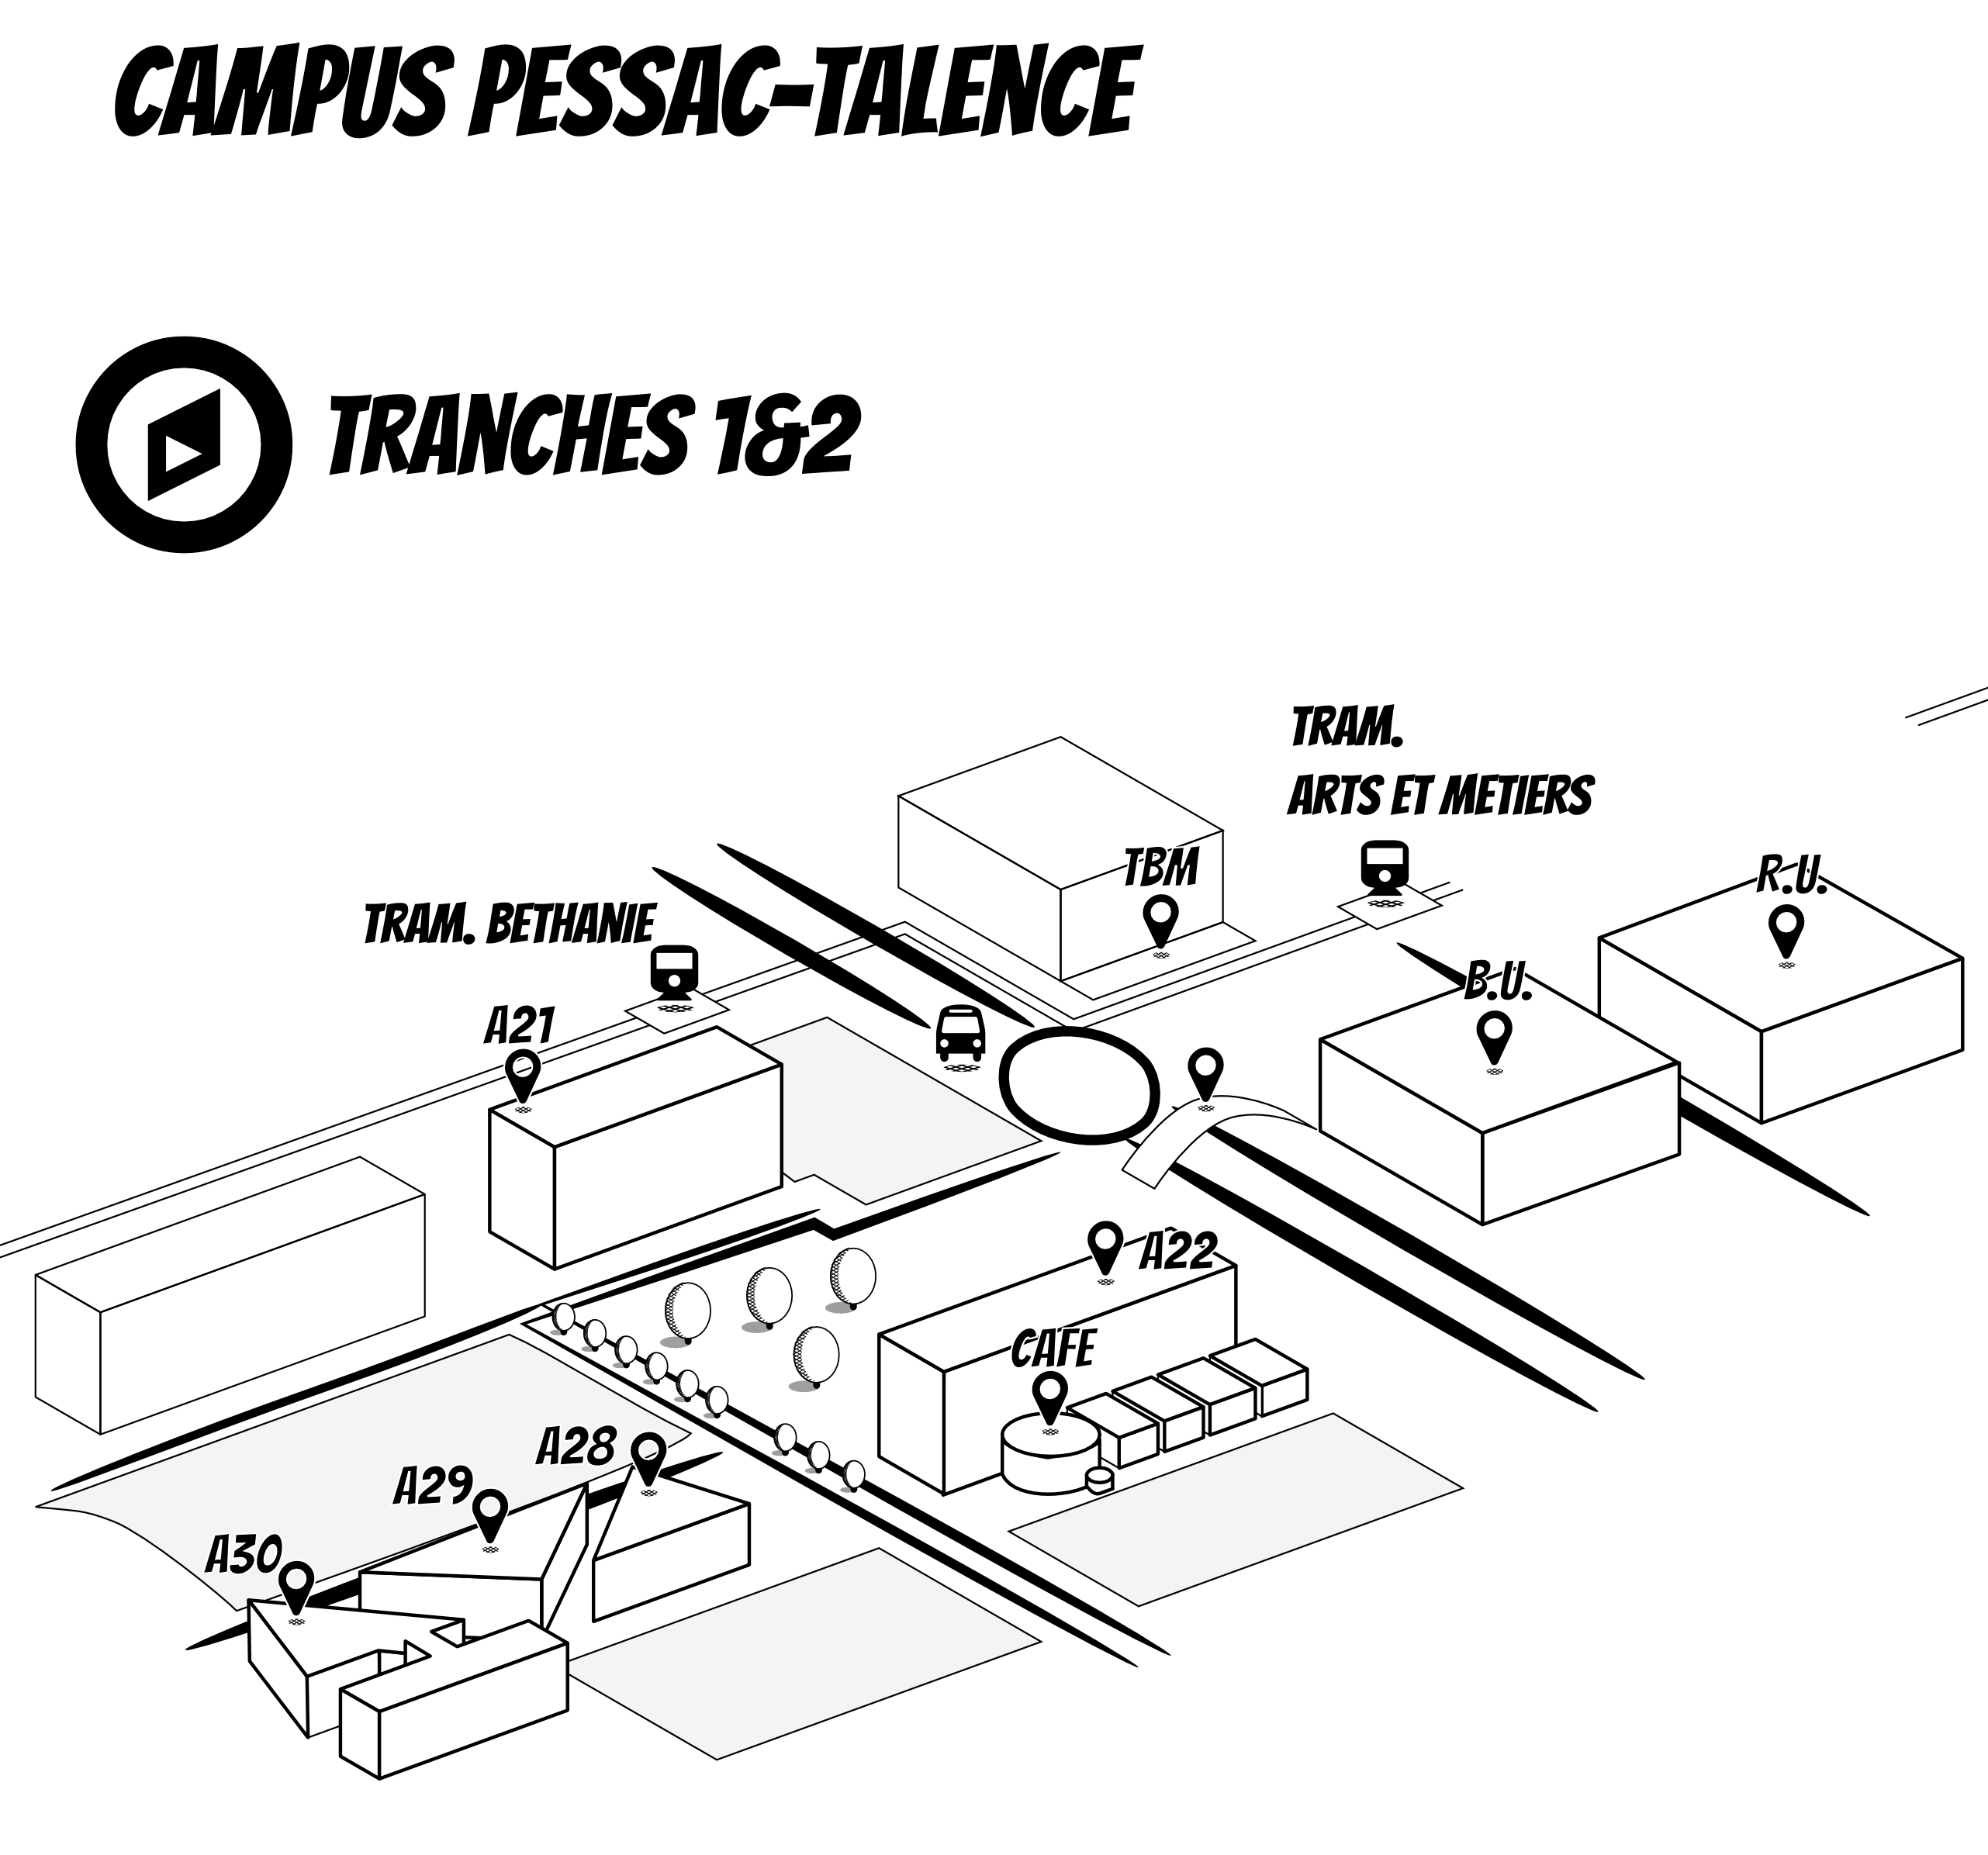 CAMPUS PESSAC-TALENCE
TRANCHES 1&2
TRAM.
ARTS ET METIERS
TBM
R.U.
TRAM. BETHANIE
B.U.
A21
A22
CAFE
A28
A29
A30